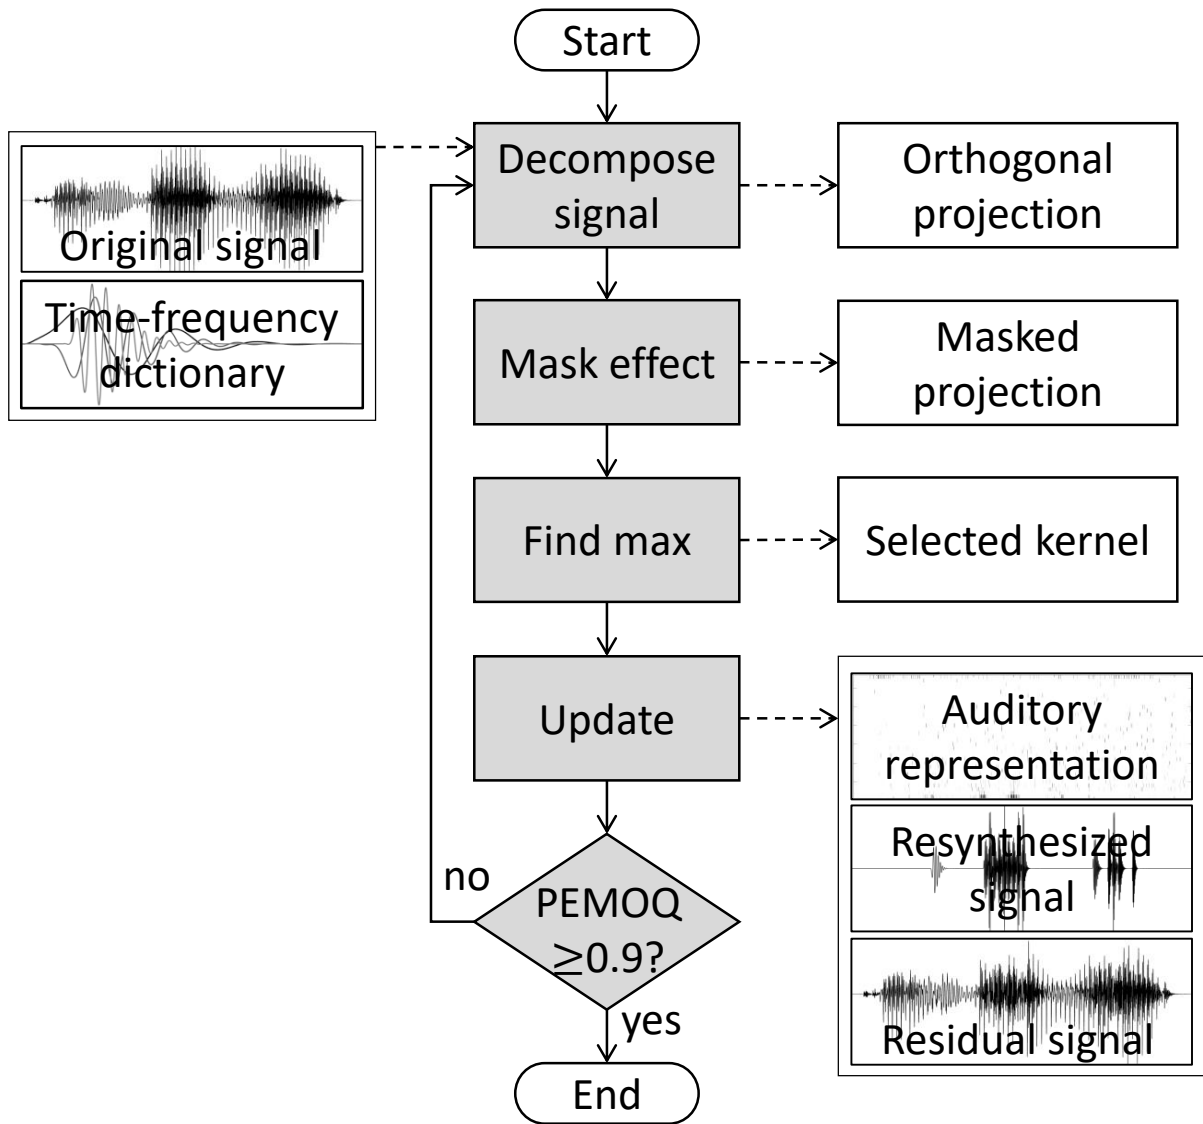 Start
Decompose
signal
Orthogonal
projection
Original signal
Time-frequency
dictionary
Mask effect
Masked
projection
Find max
Selected kernel
Update
Auditory
representation
Resynthesized
signal
Residual signal
no
PEMOQ
≥0.9?
yes
End